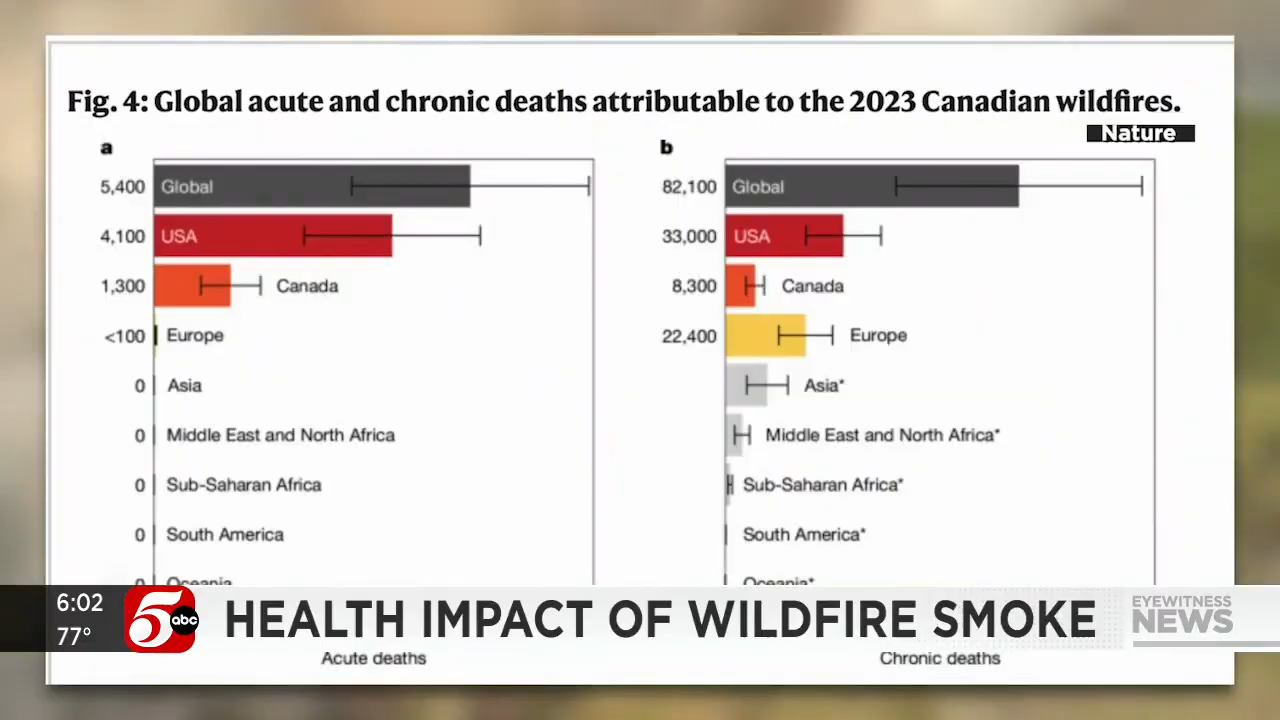 Fig. 4: Global acute and chronic deaths attributable to the 2023 Canadian wildfires.
Nature
a
5,400 Global
4,100 USA
1,300 Canada
<100 Europe
0 Asia
0 Middle East and North Africa
0 Sub-Saharan Africa
0 South America
0 Oceania
Acute deaths
b
82,100 Global
33,000 USA
8,300 Canada
22,400 Europe
Asia*
Middle East and North Africa*
Sub-Saharan Africa*
South America*
Oceania*
Chronic deaths
6:02
77°
5 abc
HEALTH IMPACT OF WILDFIRE SMOKE
EYEWITNESS
NEWS